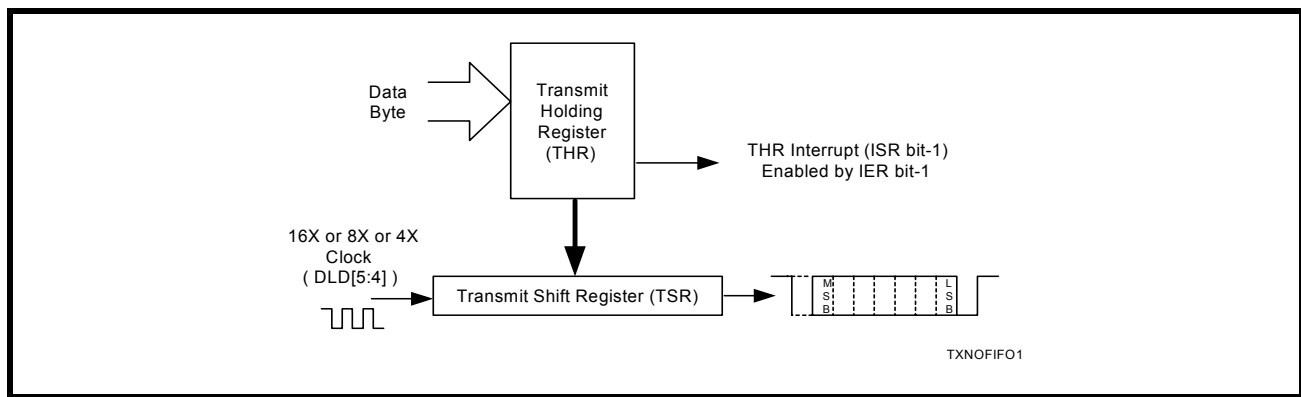 Data
Byte
Transmit
Holding
Register
(THR)
THR Interrupt (ISR bit-1)
Enabled by IER bit-1
16X or 8X or 4X
Clock
( DLD[5:4] )
Transmit Shift Register (TSR)
M
S
B
L
S
B
TXNOFIFO1